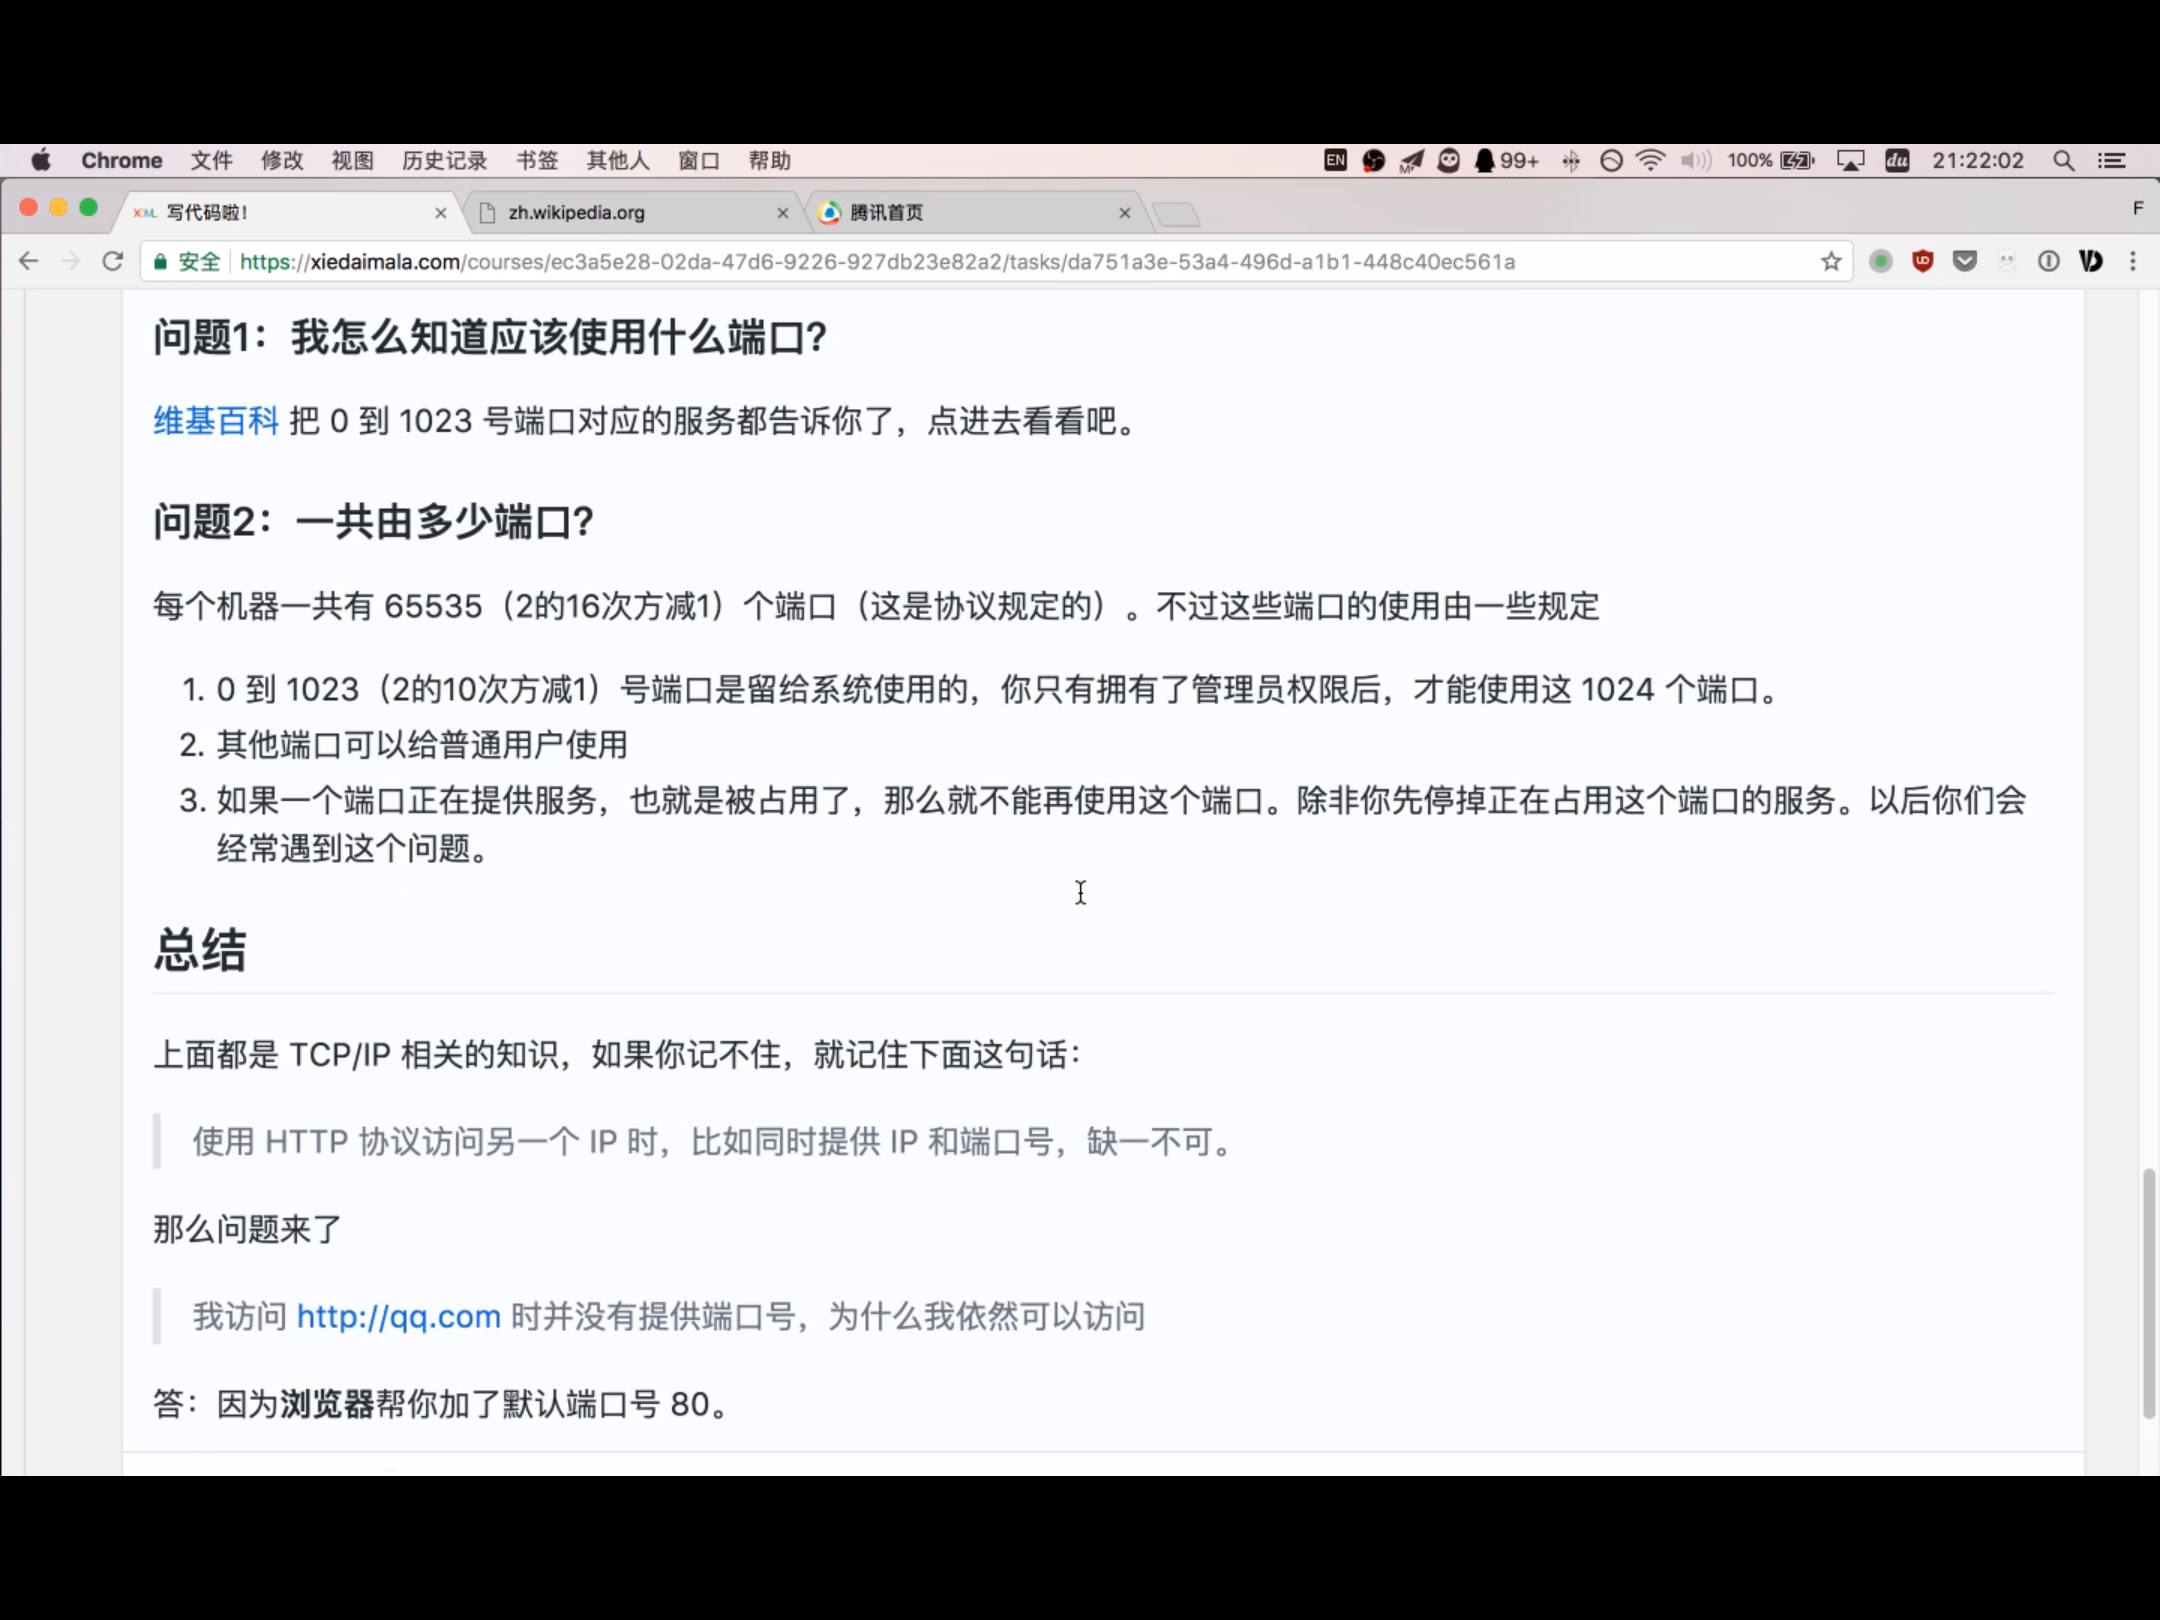 Chrome 文件 修改 视图 历史记录 书签 其他人 窗口 帮助 EN 99+ 100% du 21:22:02
XDML 写代码啦! zh.wikipedia.org 腾讯首页 F
安全 https://xiedaimala.com/courses/ec3a5e28-02da-47d6-9226-927db23e82a2/tasks/da751a3e-53a4-496d-a1b1-448c40ec561a
问题1：我怎么知道应该使用什么端口？
维基百科 把 0 到 1023 号端口对应的服务都告诉你了，点进去看看吧。
问题2：一共由多少端口？
每个机器一共有 65535（2的16次方减1）个端口（这是协议规定的）。不过这些端口的使用由一些规定
1. 0 到 1023（2的10次方减1）号端口是留给系统使用的，你只有拥有了管理员权限后，才能使用这 1024 个端口。
2. 其他端口可以给普通用户使用
3. 如果一个端口正在提供服务，也就是被占用了，那么就不能再使用这个端口。除非你先停掉正在占用这个端口的服务。以后你们会
经常遇到这个问题。
总结
上面都是 TCP/IP 相关的知识，如果你记不住，就记住下面这句话：
使用 HTTP 协议访问另一个 IP 时，比如同时提供 IP 和端口号，缺一不可。
那么问题来了
我访问 http://qq.com 时并没有提供端口号，为什么我依然可以访问
答：因为浏览器帮你加了默认端口号 80。